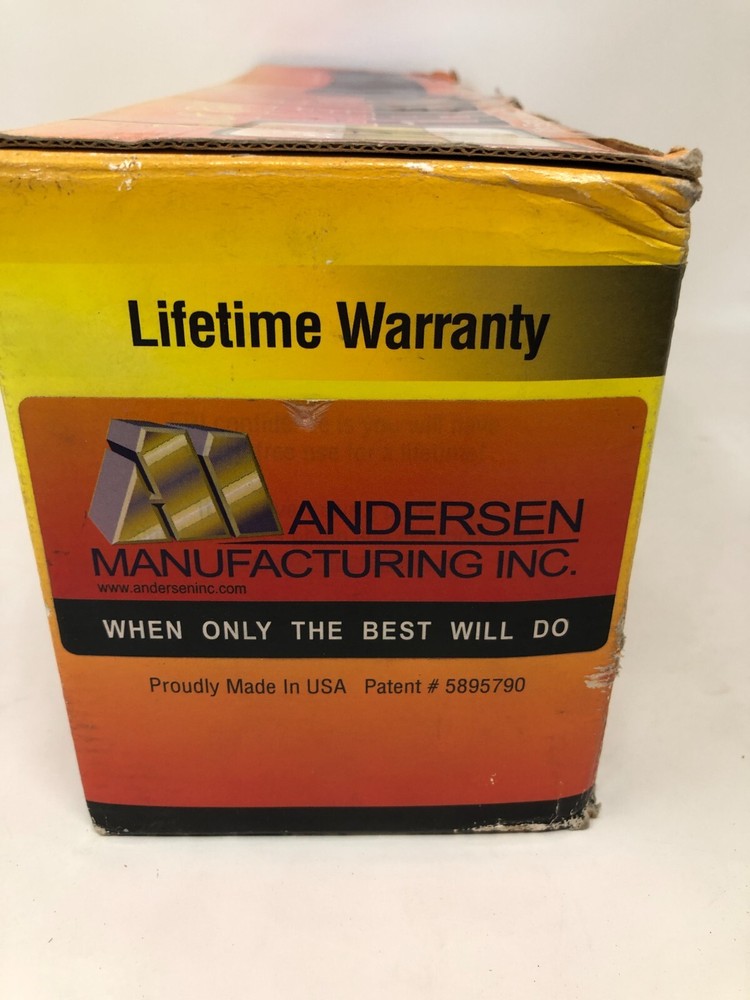 Lifetime Warranty
ANDERSEN
MANUFACTURING INC.
www.anderseninc.com
WHEN ONLY THE BEST WILL DO
Proudly Made In USA Patent # 5895790